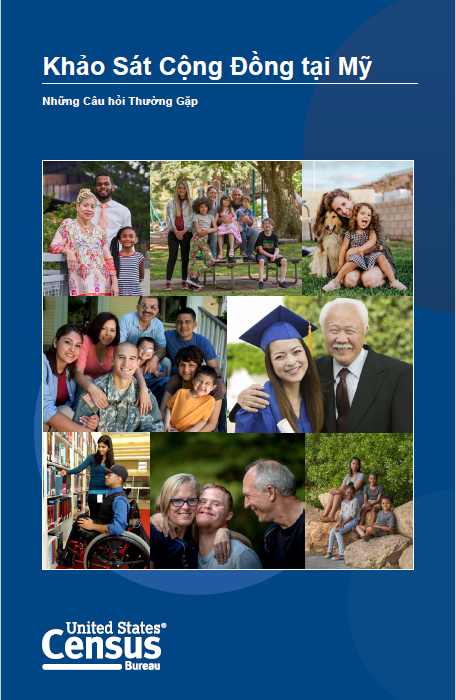 Khảo Sát Cộng Đồng tại Mỹ
Những Câu hỏi Thường Gặp
United States®
Census
Bureau